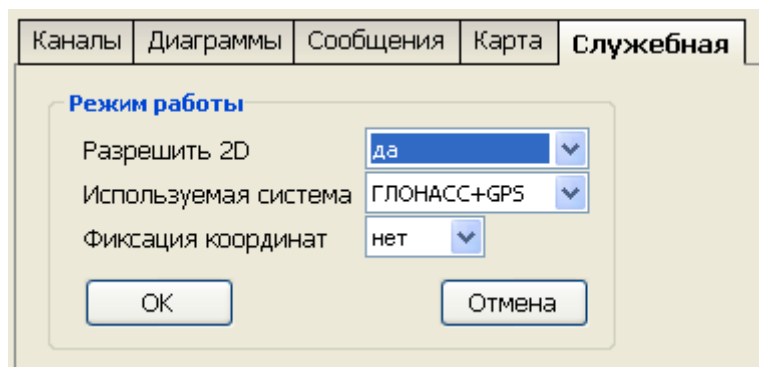 Каналы Диаграммы Сообщения Карта Служебная
Режим работы
Разрешить 2D да
Используемая система ГЛОНАСС+GPS
Фиксация координат нет
OK Отмена